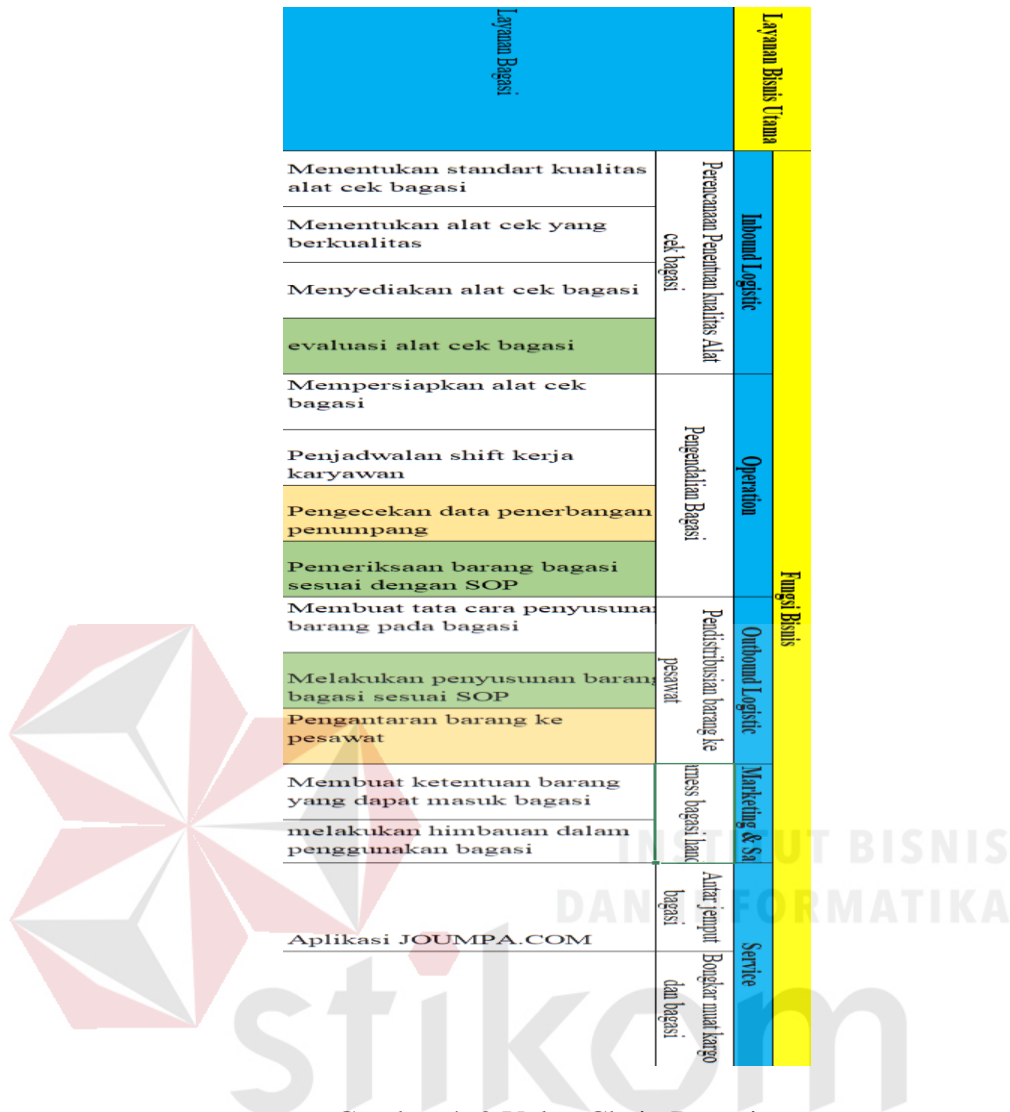 Layanan Bisnis Utama
Fungsi Bisnis
Layanan Bagasi
Inbound Logistic
Perencanaan Penentuan kualitas Alat
cek bagasi
Menentukan standart kualitas
alat cek bagasi
Menentukan alat cek yang
berkualitas
Menyediakan alat cek bagasi
evaluasi alat cek bagasi
Operation
Pengendalian Bagasi
Mempersiapkan alat cek
bagasi
Penjadwalan shift kerja
karyawan
Pengecekan data penerbangan
penumpang
Pemeriksaan barang bagasi
sesuai dengan SOP
Outbound Logistic
Pendistribusian barang ke
pesawat
Membuat tata cara penyusunan
barang pada bagasi
Melakukan penyusunan barang
bagasi sesuai SOP
Pengantaran barang ke
pesawat
Marketing & Sa
bagasi
Membuat ketentuan barang
yang dapat masuk bagasi
melakukan himbauan dalam
penggunakan bagasi
Service
Antar jemput
bagasi
Bongkar muat kargo
dan bagasi
Aplikasi JOUMPA.COM
INSTITUT BISNIS
DAN INFORMATIKA
stikom